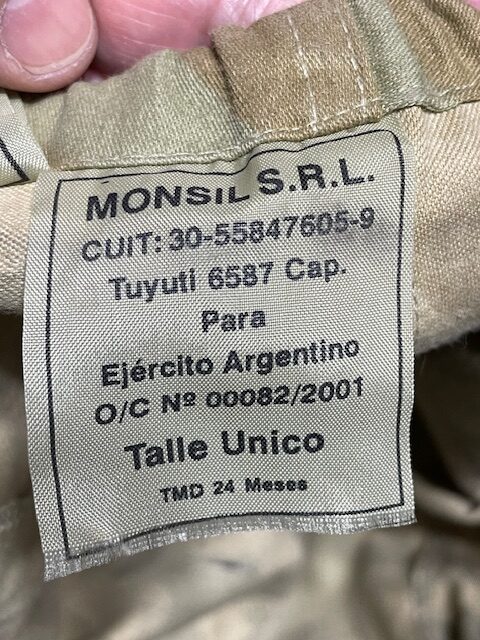 MONSIL S.R.L.
CUIT: 30-55847605-9
Tuyuti 6587 Cap.
Para
Ejército Argentino
O/C Nº 00082/2001
Talle Unico
TMD 24 Meses